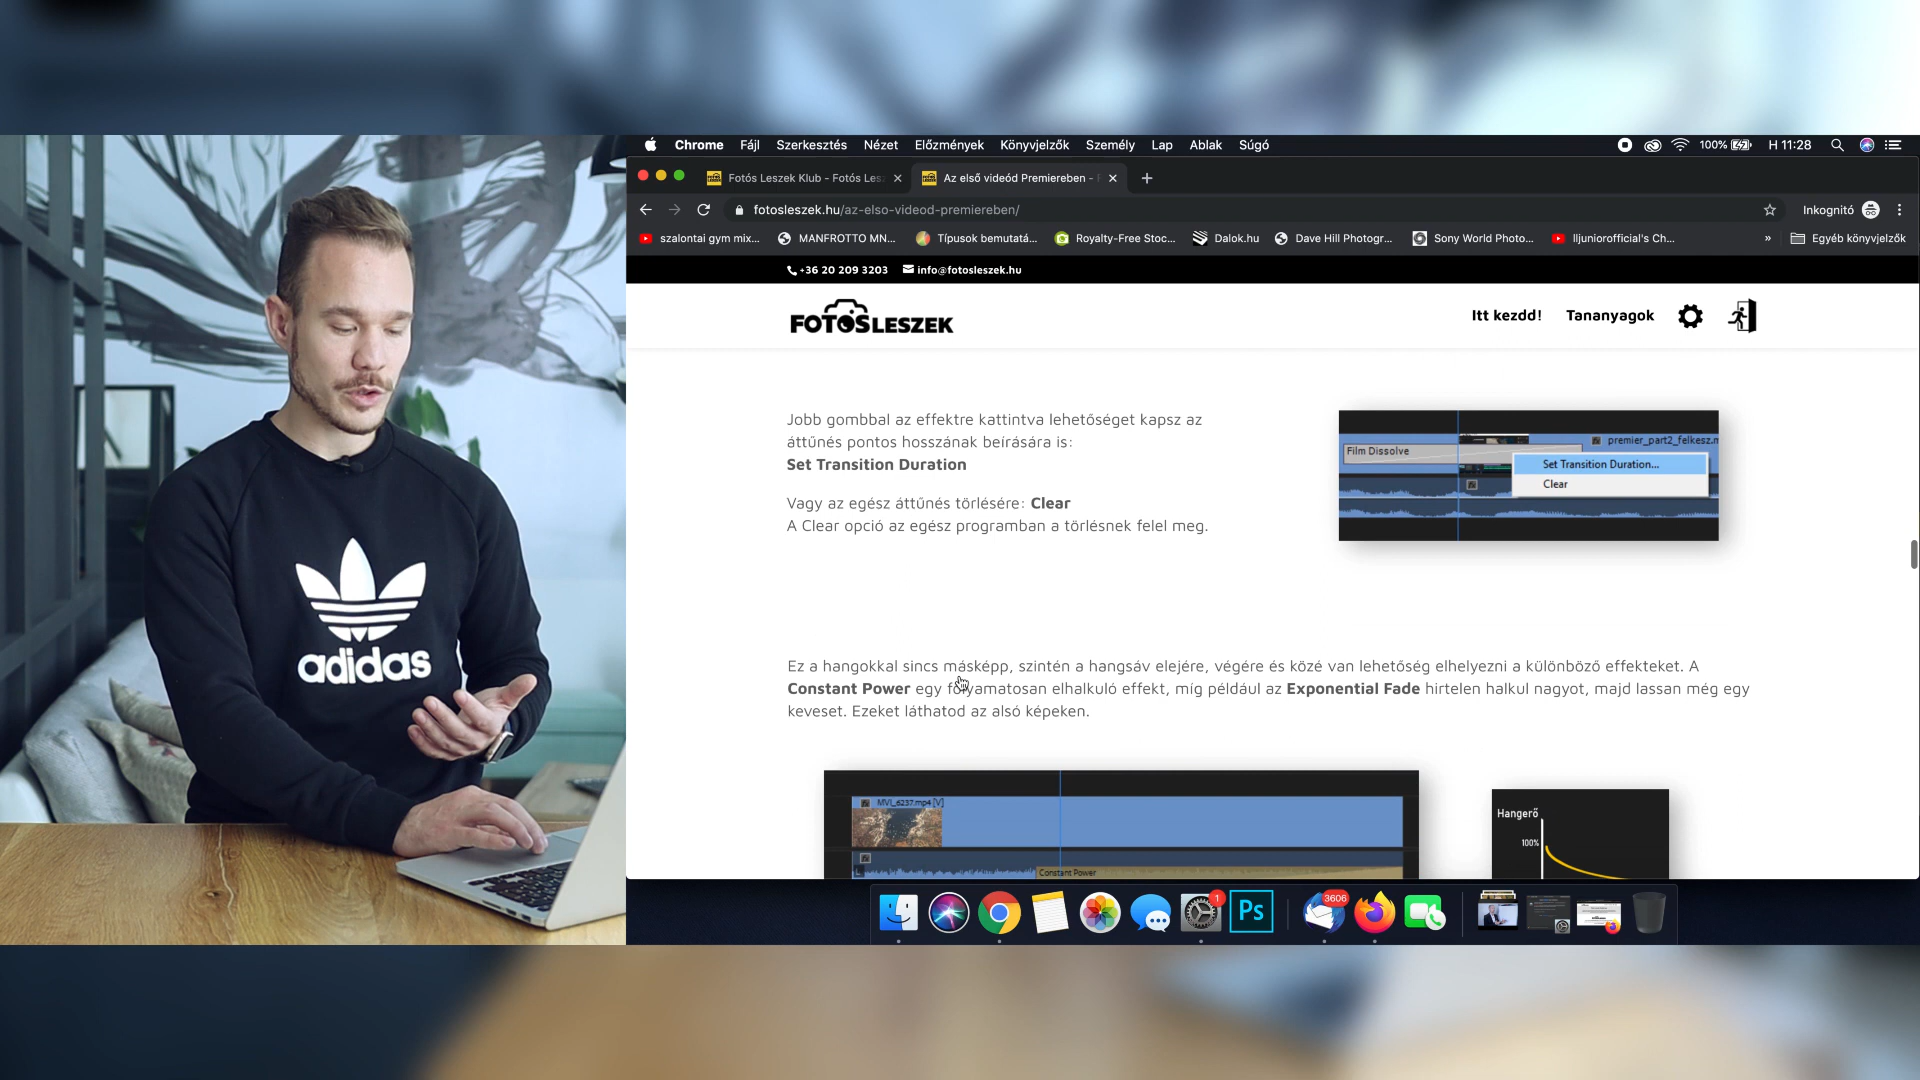 Chrome Fájl Szerkesztés Nézet Előzmények Könyvjelzők Személy Lap Ablak Súgó 100% H 11:28
Fotós Leszek Klub - Fotós Les
Az első videód Premiereben -
fotosleszek.hu/az-elso-videod-premiereben/
Inkognitó
szalontai gym mix...
MANFROTTO MN...
Típusok bemutatá...
Royalty-Free Stoc...
Dalok.hu
Dave Hill Photogr...
Sony World Photo...
lljuniorofficial's Ch...
»
Egyéb könyvjelzők
+36 20 209 3203 info@fotosleszek.hu
FOTÓSLESZEK
Itt kezdd! Tananyagok
Jobb gombbal az effektre kattintva lehetőséget kapsz az
áttűnés pontos hosszának beírására is:
Set Transition Duration
Vagy az egész áttűnés törlésére: Clear
A Clear opció az egész programban a törlésnek felel meg.
premier_part2_felkesz.m
Film Dissolve
Set Transition Duration...
Clear
Ez a hangokkal sincs másképp, szintén a hangsáv elejére, végére és közé van lehetőség elhelyezni a különböző effekteket. A
Constant Power egy folyamatosan elhalkuló effekt, míg például az Exponential Fade hirtelen halkul nagyot, majd lassan még egy
keveset. Ezeket láthatod az alsó képeken.
MVI_6237.mp4 [V]
Constant Power
Hangerő
100%
adidas
1
Ps
3606